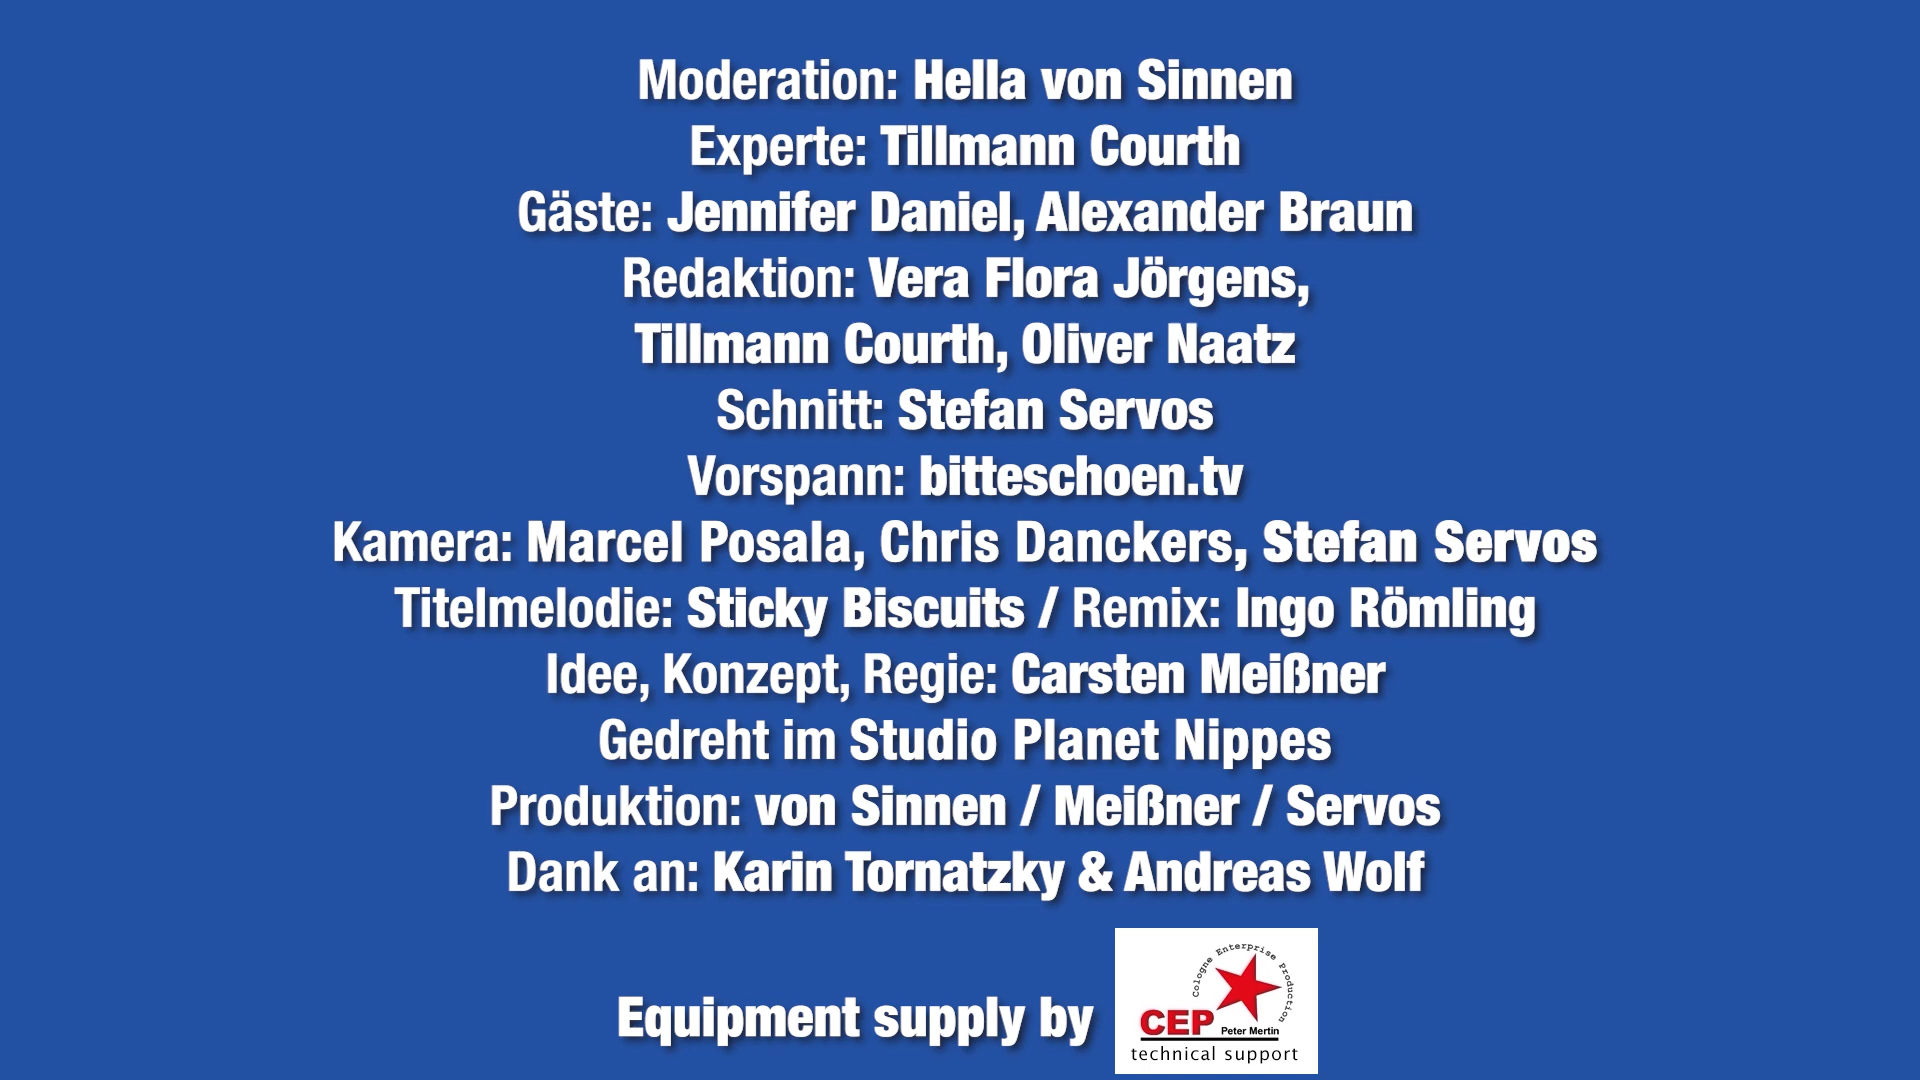 Moderation: Hella von Sinnen
Experte: Tillmann Courth
Gäste: Jennifer Daniel, Alexander Braun
Redaktion: Vera Flora Jörgens,
Tillmann Courth, Oliver Naatz
Schnitt: Stefan Servos
Vorspann: bitteschoen.tv
Kamera: Marcel Posala, Chris Danckers, Stefan Servos
Titelmelodie: Sticky Biscuits / Remix: Ingo Römling
Idee, Konzept, Regie: Carsten Meißner
Gedreht im Studio Planet Nippes
Produktion: von Sinnen / Meißner / Servos
Dank an: Karin Tornatzky & Andreas Wolf
Equipment supply by
Cologne Enterprise Production
CEP Peter Mertin
technical support